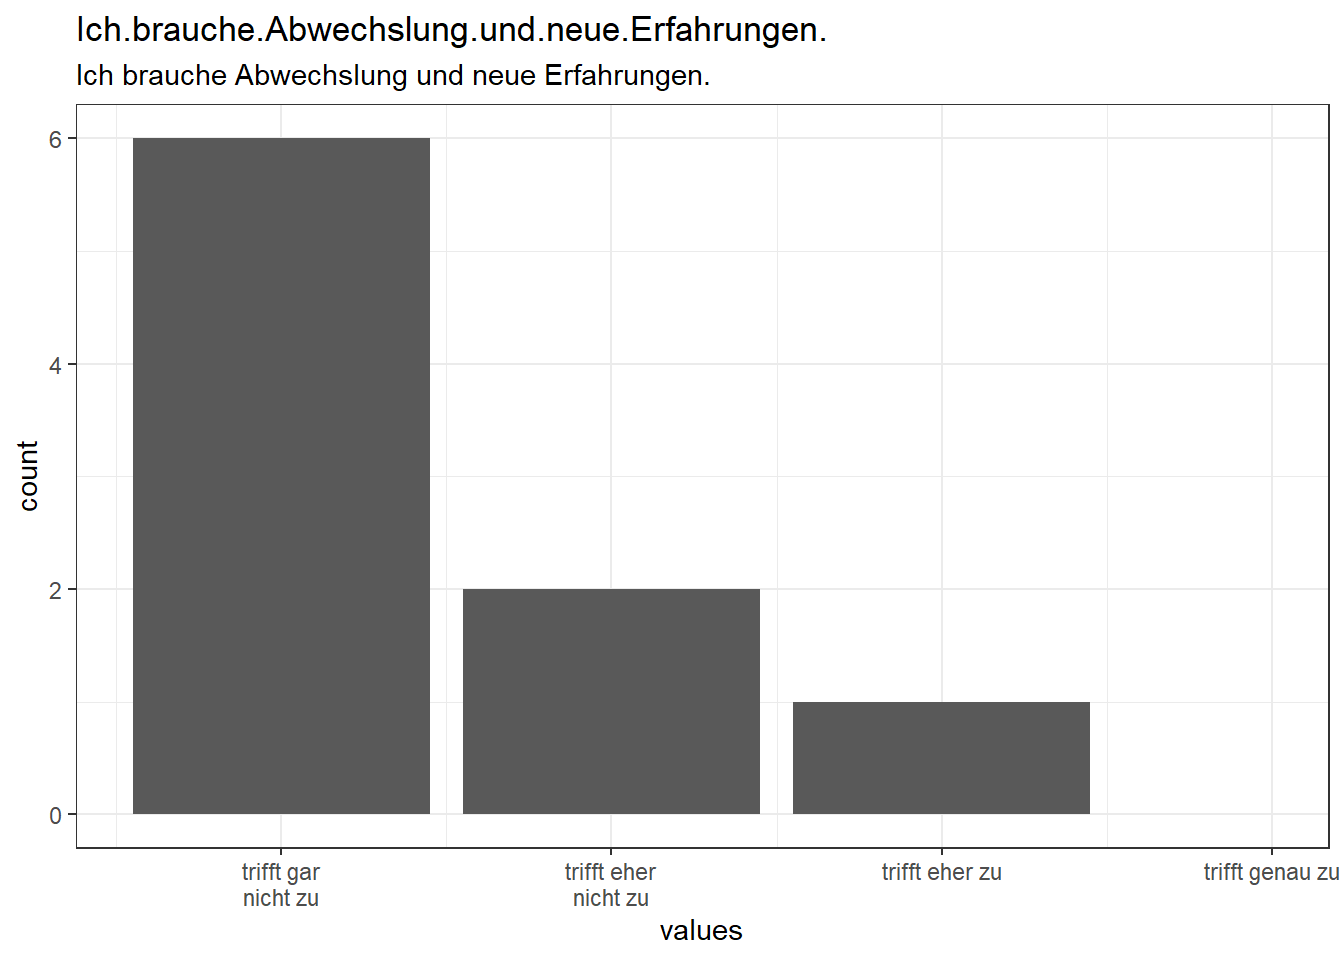 Ich.brauche.Abwechslung.und.neue.Erfahrungen.
Ich brauche Abwechslung und neue Erfahrungen.
6
4
2
0
count
trifft gar
nicht zu
trifft eher
nicht zu
trifft eher zu
trifft genau zu
values